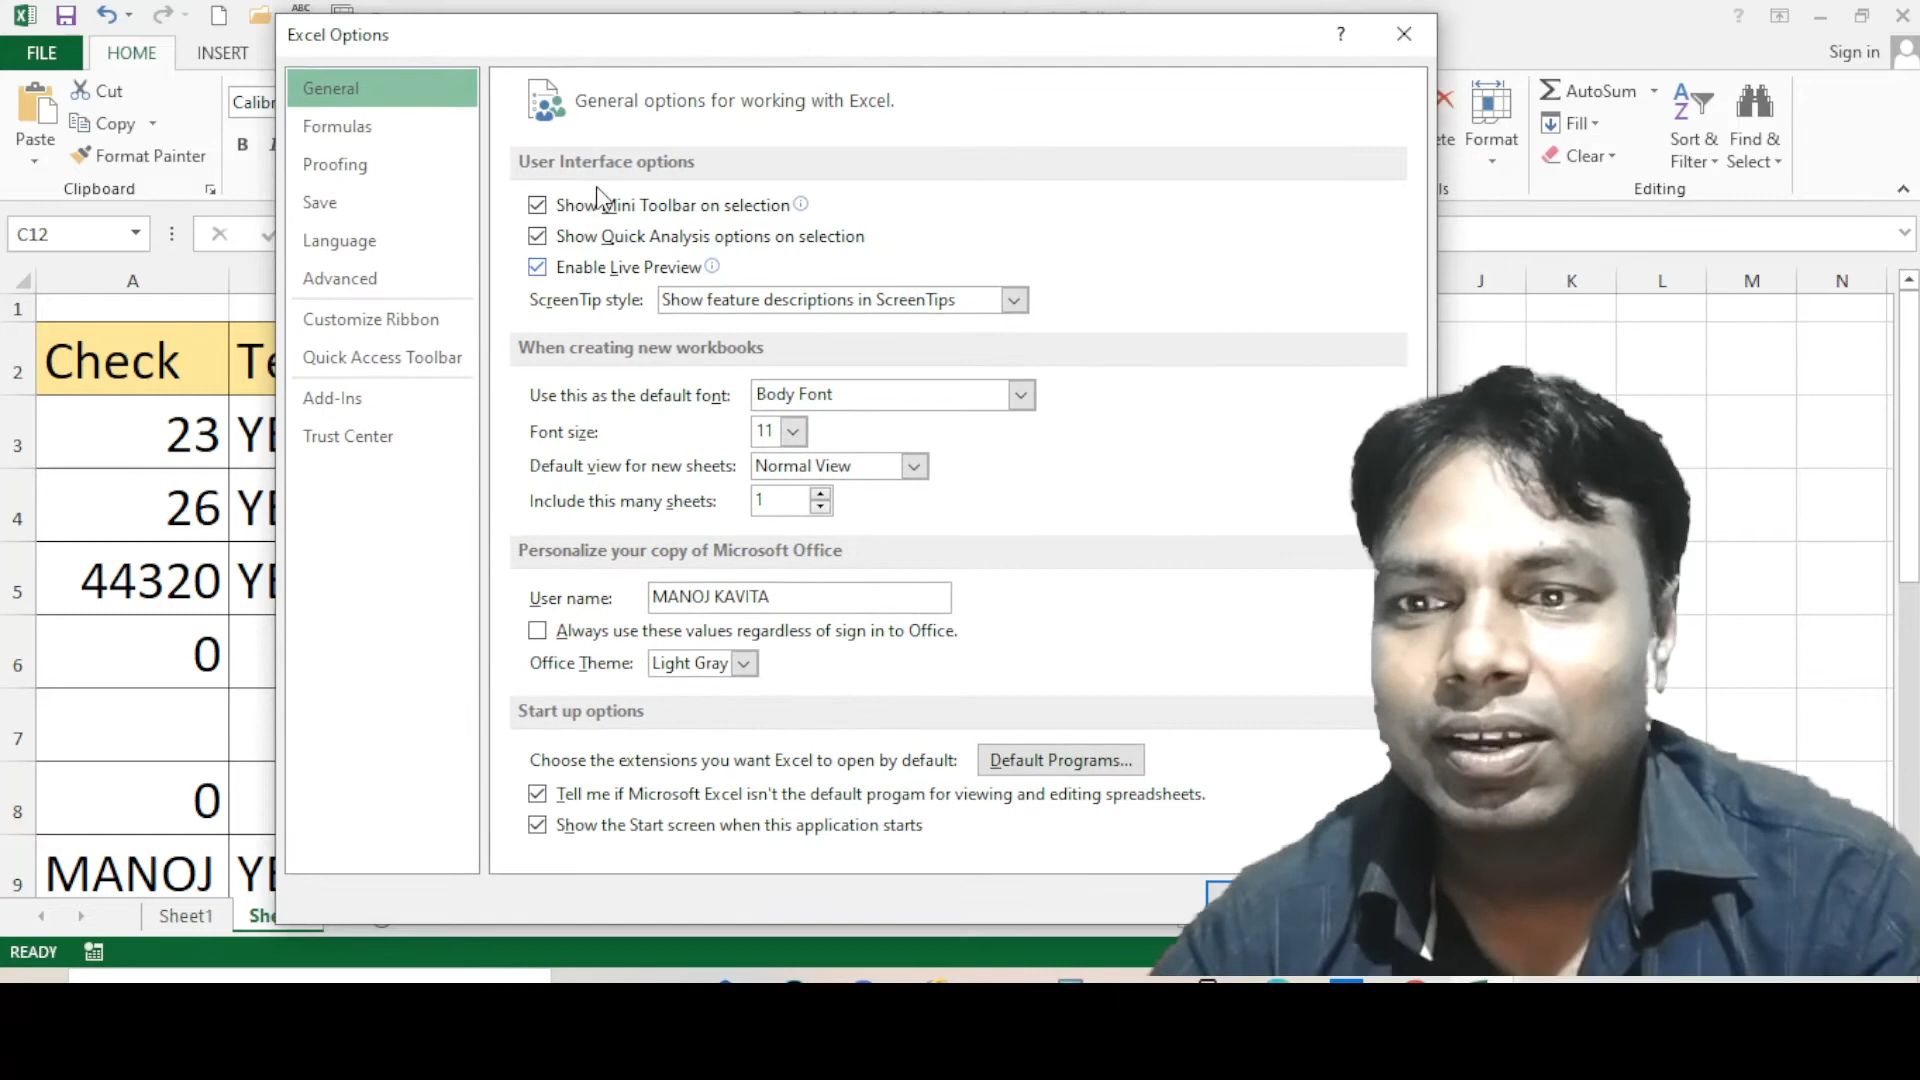 ABC
Excel Options
?
FILE
HOME
INSERT
Sign in
Paste
Cut
Copy
Format Painter
Clipboard
Calibr
B
Format
AutoSum
Fill
Clear
Sort &
Filter
Find &
Select
Editing
General
Formulas
Proofing
Save
Language
Advanced
Customize Ribbon
Quick Access Toolbar
Add-Ins
Trust Center
General options for working with Excel.
User Interface options
Show Mini Toolbar on selection
Show Quick Analysis options on selection
Enable Live Preview
ScreenTip style: Show feature descriptions in ScreenTips
When creating new workbooks
Use this as the default font: Body Font
Font size: 11
Default view for new sheets: Normal View
Include this many sheets: 1
Personalize your copy of Microsoft Office
User name: MANOJ KAVITA
Always use these values regardless of sign in to Office.
Office Theme: Light Gray
Start up options
Choose the extensions you want Excel to open by default: Default Programs...
Tell me if Microsoft Excel isn't the default progam for viewing and editing spreadsheets.
Show the Start screen when this application starts
C12
A J K L M N
1
2 Check Te
3 23 YE
4 26 YE
5 44320 YE
6 0
7
8 0
9 MANOJ YE
Sheet1 She
READY